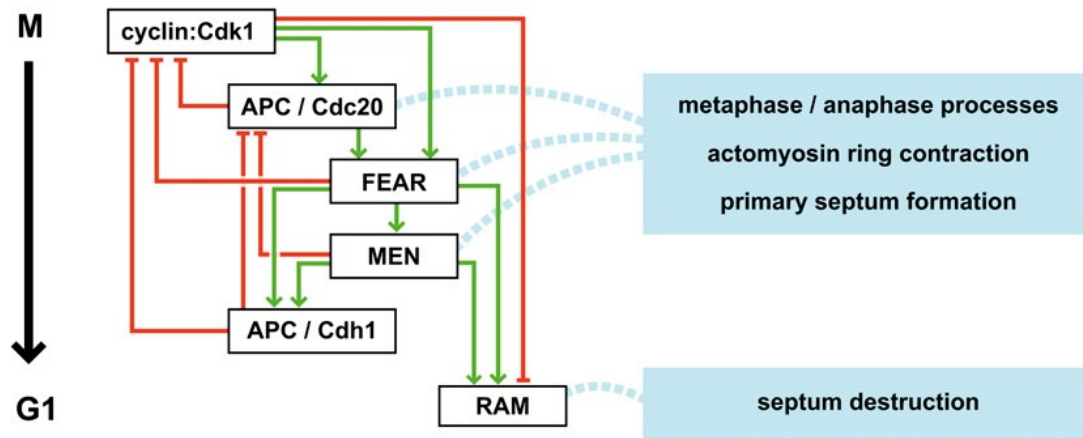 M
cyclin:Cdk1
APC / Cdc20
metaphase / anaphase processes
actomyosin ring contraction
FEAR
primary septum formation
MEN
APC / Cdh1
G1
RAM
septum destruction